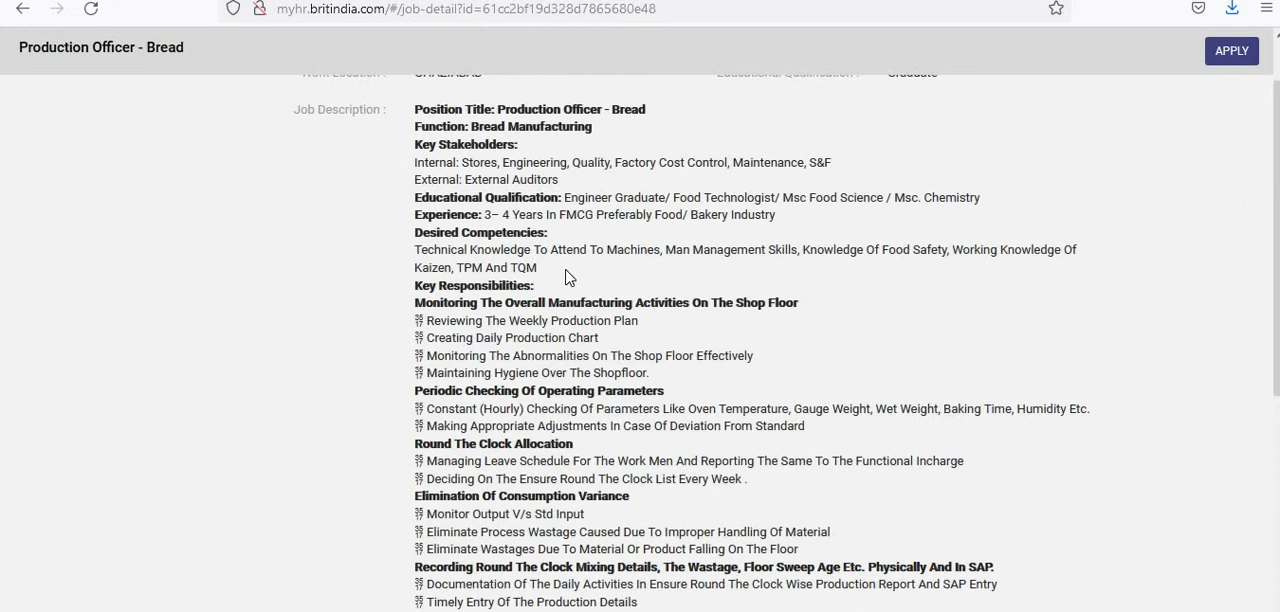 myhr.britindia.com/#/job-detail?id=61cc2bf19d328d7865680e48
Production Officer - Bread
APPLY
Work Location : GHAZIABAD Educational Qualification : Graduate
Job Description :
Position Title: Production Officer - Bread
Function: Bread Manufacturing
Key Stakeholders:
Internal: Stores, Engineering, Quality, Factory Cost Control, Maintenance, S&F
External: External Auditors
Educational Qualification: Engineer Graduate/ Food Technologist/ Msc Food Science / Msc. Chemistry
Experience: 3– 4 Years In FMCG Preferably Food/ Bakery Industry
Desired Competencies:
Technical Knowledge To Attend To Machines, Man Management Skills, Knowledge Of Food Safety, Working Knowledge Of
Kaizen, TPM And TQM
Key Responsibilities:
Monitoring The Overall Manufacturing Activities On The Shop Floor
Reviewing The Weekly Production Plan
Creating Daily Production Chart
Monitoring The Abnormalities On The Shop Floor Effectively
Maintaining Hygiene Over The Shopfloor.
Periodic Checking Of Operating Parameters
Constant (Hourly) Checking Of Parameters Like Oven Temperature, Gauge Weight, Wet Weight, Baking Time, Humidity Etc.
Making Appropriate Adjustments In Case Of Deviation From Standard
Round The Clock Allocation
Managing Leave Schedule For The Work Men And Reporting The Same To The Functional Incharge
Deciding On The Ensure Round The Clock List Every Week .
Elimination Of Consumption Variance
Monitor Output V/s Std Input
Eliminate Process Wastage Caused Due To Improper Handling Of Material
Eliminate Wastages Due To Material Or Product Falling On The Floor
Recording Round The Clock Mixing Details, The Wastage, Floor Sweep Age Etc. Physically And In SAP.
Documentation Of The Daily Activities In Ensure Round The Clock Wise Production Report And SAP Entry
Timely Entry Of The Production Details